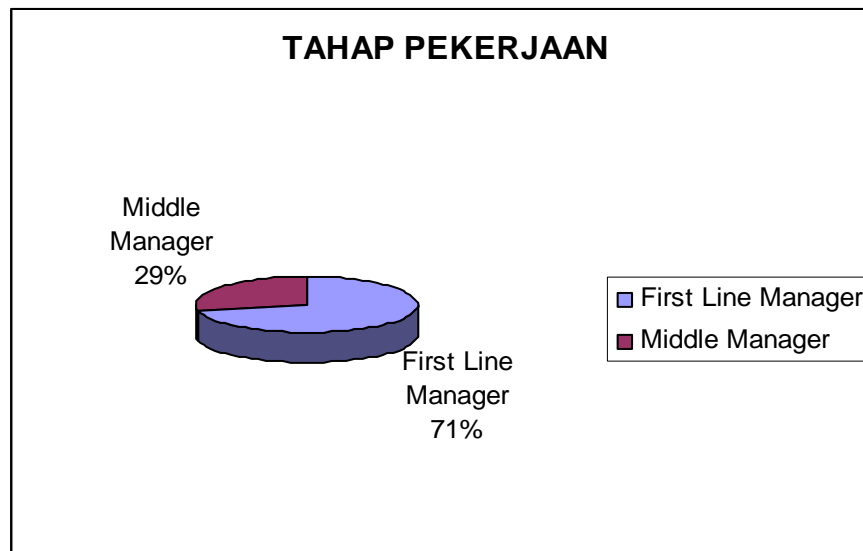 TAHAP PEKERJAAN
Middle
Manager
29%
First Line
Manager
71%
First Line Manager
Middle Manager